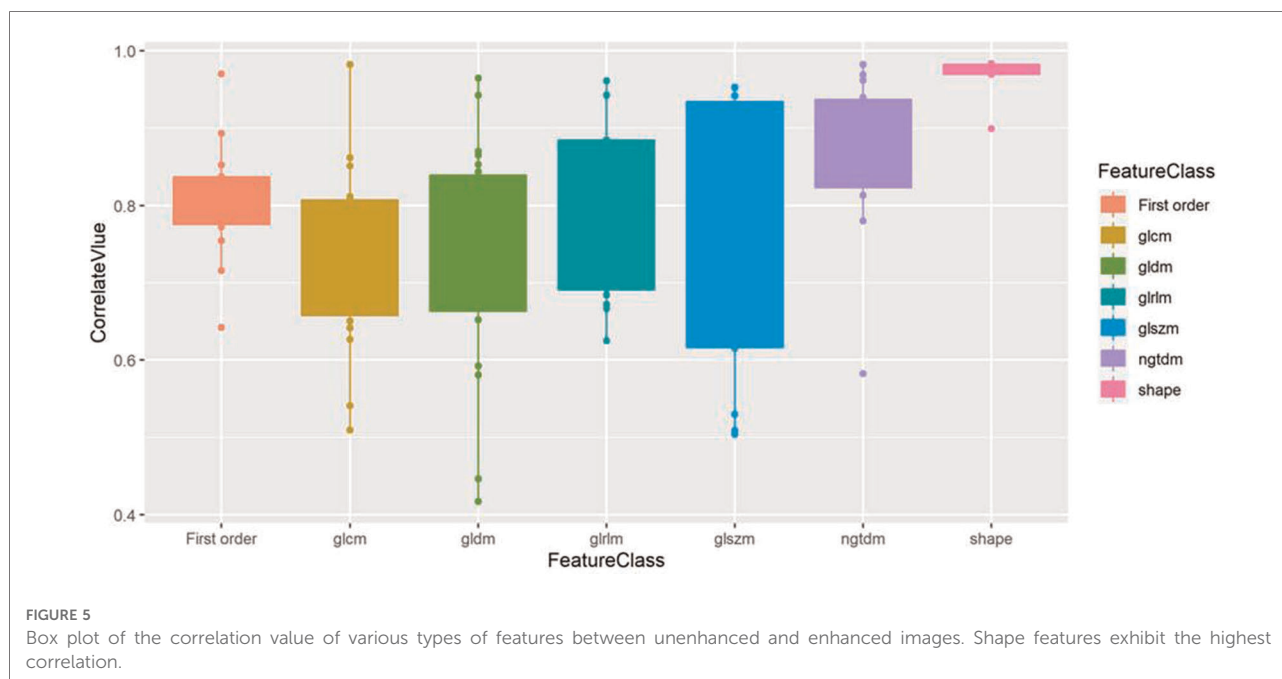 1.0
0.8
0.6
0.4
CorrelateVlue
First order
glcm
gldm
glrlm
glszm
ngtdm
shape
FeatureClass
FeatureClass
First order
glcm
gldm
glrlm
glszm
ngtdm
shape
FIGURE 5
Box plot of the correlation value of various types of features between unenhanced and enhanced images. Shape features exhibit the highest
correlation.